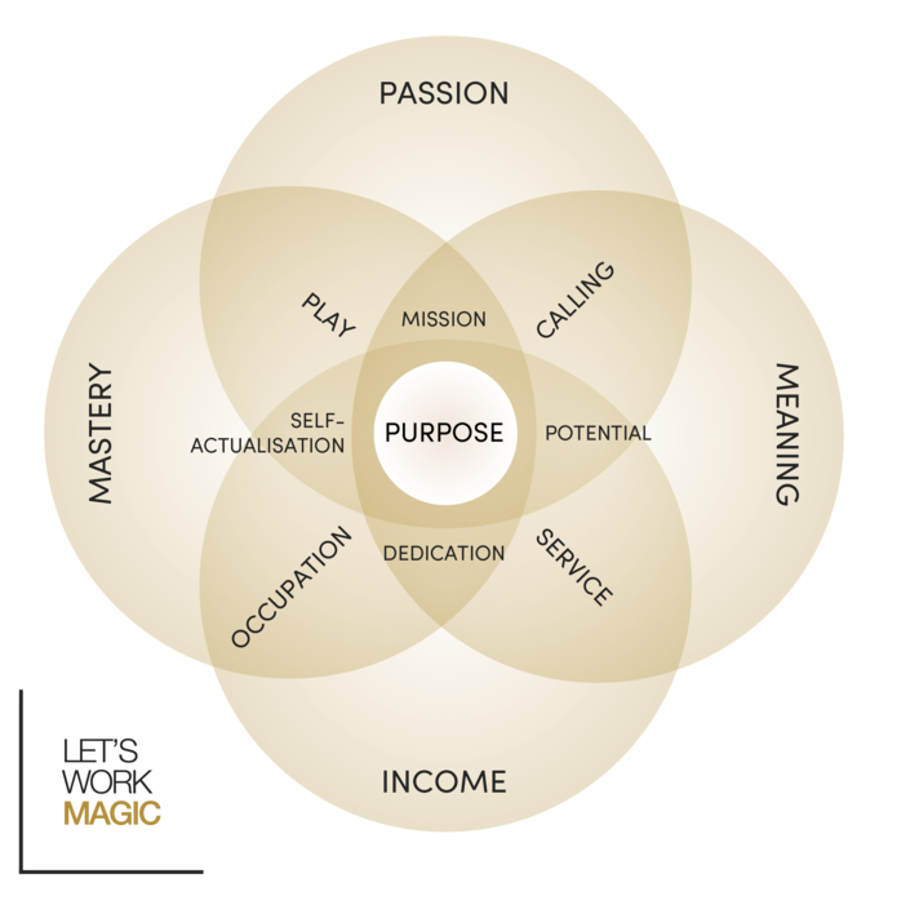 PASSION
PLAY
MISSION
CALLING
MASTERY
SELF-
ACTUALISATION
PURPOSE
POTENTIAL
MEANING
OCCUPATION
DEDICATION
SERVICE
INCOME
LET'S
WORK
MAGIC